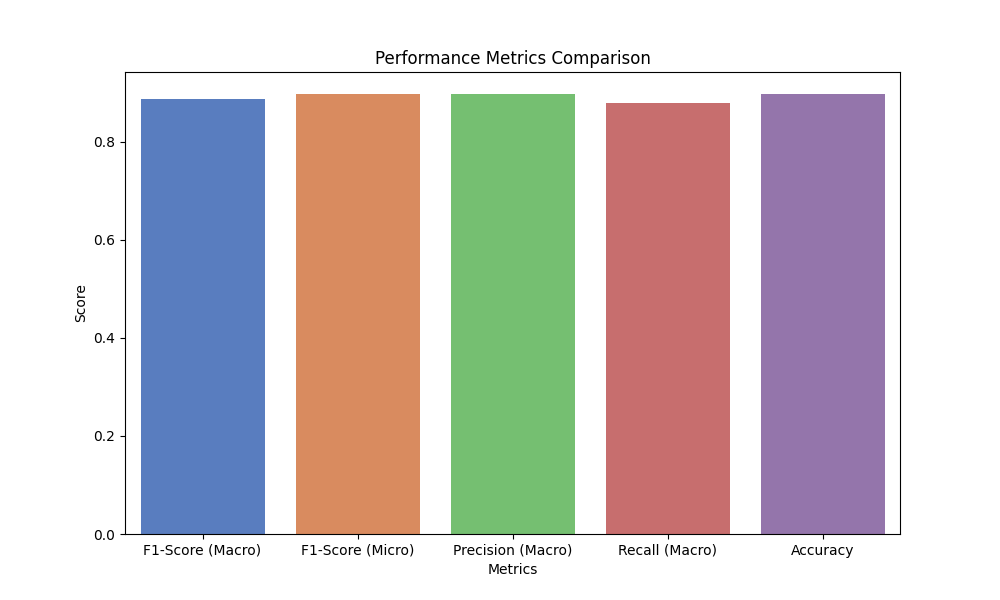 Performance Metrics Comparison
Score
0.8
0.6
0.4
0.2
0.0
F1-Score (Macro) F1-Score (Micro) Precision (Macro) Recall (Macro) Accuracy
Metrics